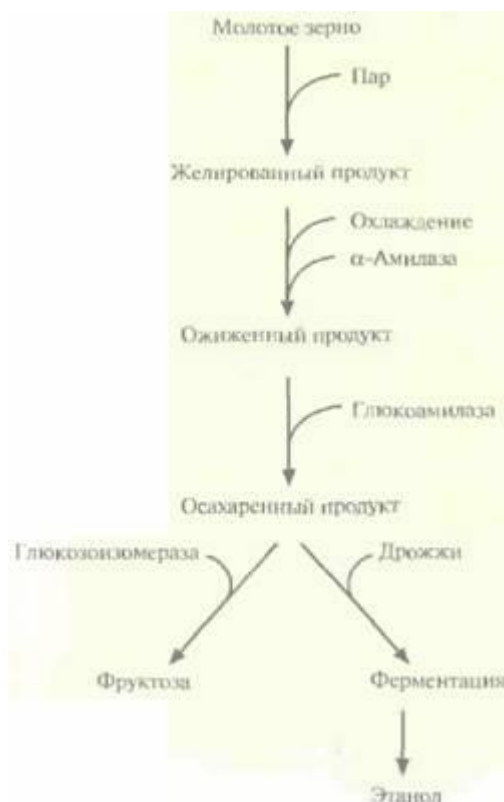 Молотое зерно
Пар
Желированный продукт
Охлаждение
α-Амилаза
Ожиженный продукт
Глюкоамилаза
Осахаренный продукт
Глюкозоизомераза
Дрожжи
Фруктоза
Ферментация
Этанол